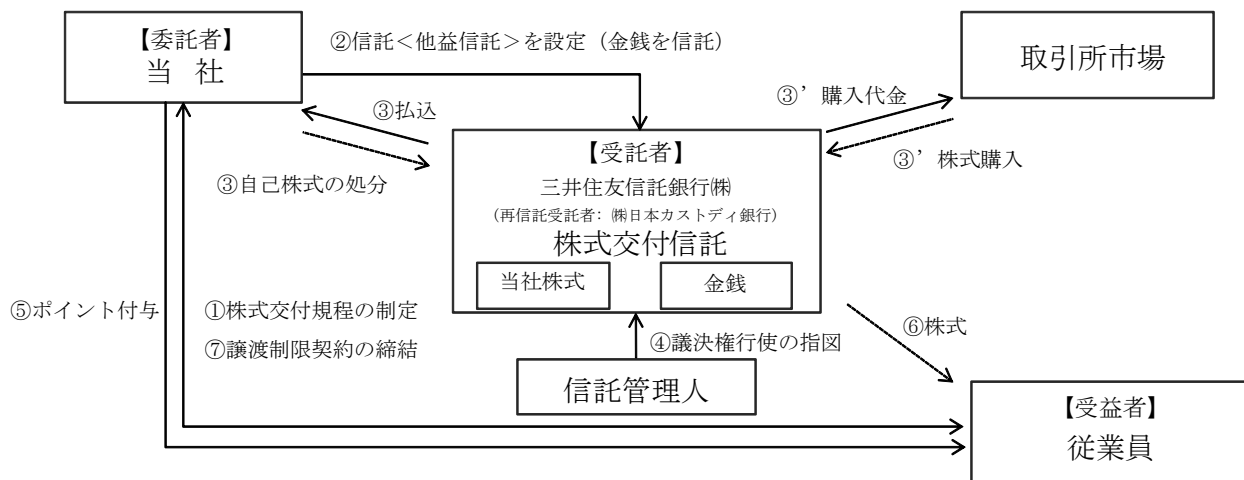 【委託者】
当 社
②信託＜他益信託＞を設定（金銭を信託）
取引所市場
③払込
③’購入代金
③自己株式の処分
【受託者】
三井住友信託銀行㈱
（再信託受託者：㈱日本カストディ銀行）
株式交付信託
当社株式
金銭
③’株式購入
⑤ポイント付与
①株式交付規程の制定
⑦譲渡制限契約の締結
④議決権行使の指図
⑥株式
信託管理人
【受益者】
従業員